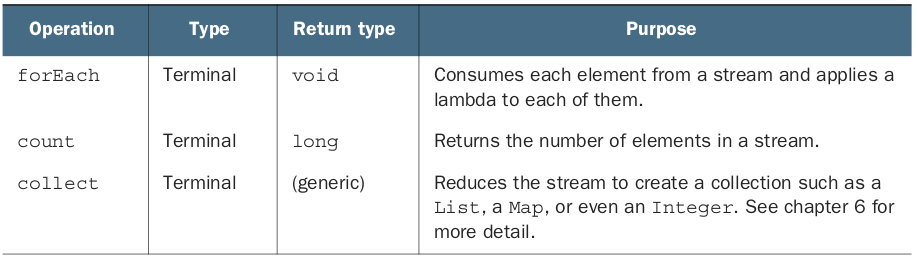 Operation Type Return type Purpose
forEach Terminal void Consumes each element from a stream and applies a
lambda to each of them.
count Terminal long Returns the number of elements in a stream.
collect Terminal (generic) Reduces the stream to create a collection such as a
List, a Map, or even an Integer. See chapter 6 for
more detail.